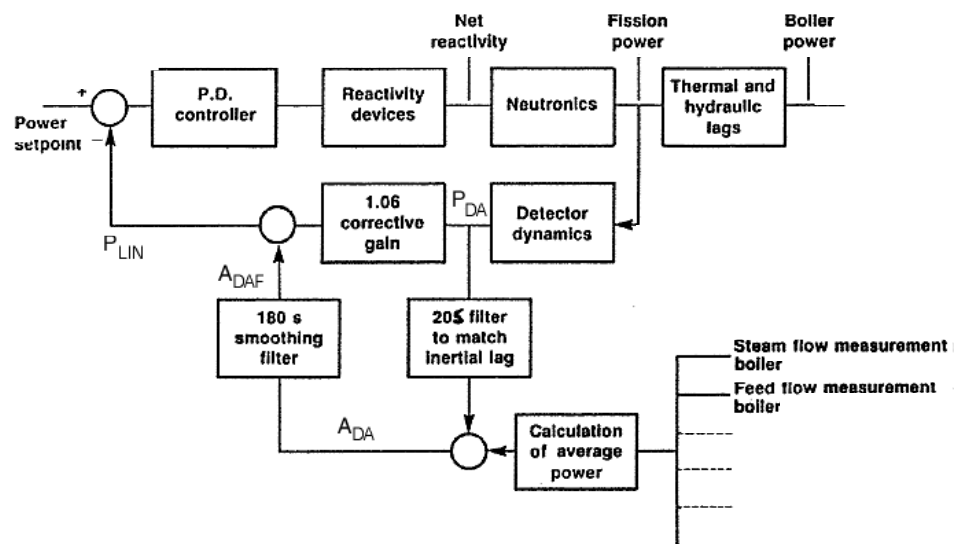 Net
reactivity
Fission
power
Boiler
power
+
P.D.
controller
Reactivity
devices
Neutronics
Thermal and
hydraulic
lags
Power
setpoint
−
1.06
corrective
gain
P_DA
Detector
dynamics
P_LIN
A_DAF
180 s
smoothing
filter
20s filter
to match
inertial lag
Steam flow measurement
boiler
Feed flow measurement
boiler
A_DA
Calculation
of average
power